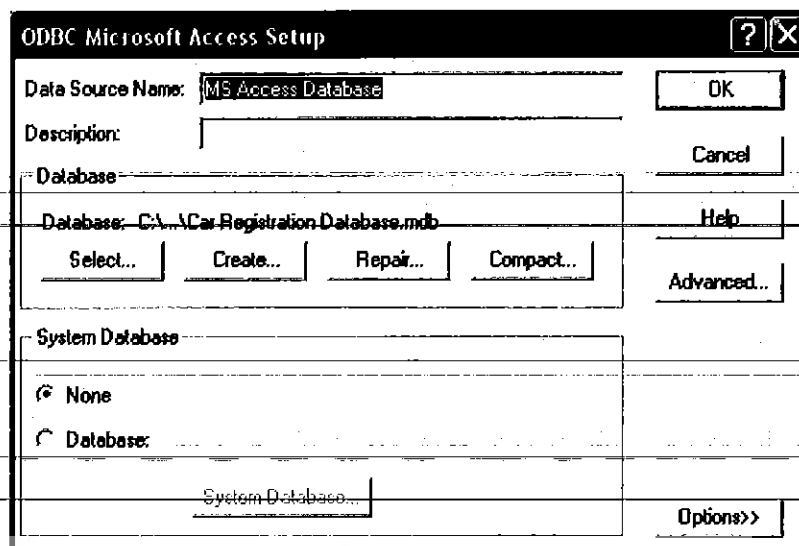 ODBC Microsoft Access Setup
Data Source Name: MS Access Database
OK
Description:
Cancel
Database
Database: C:\...\Car Registration Database.mdb
Help
Select... Create... Repair... Compact...
Advanced...
System Database
None
Database:
System Database...
Options>>